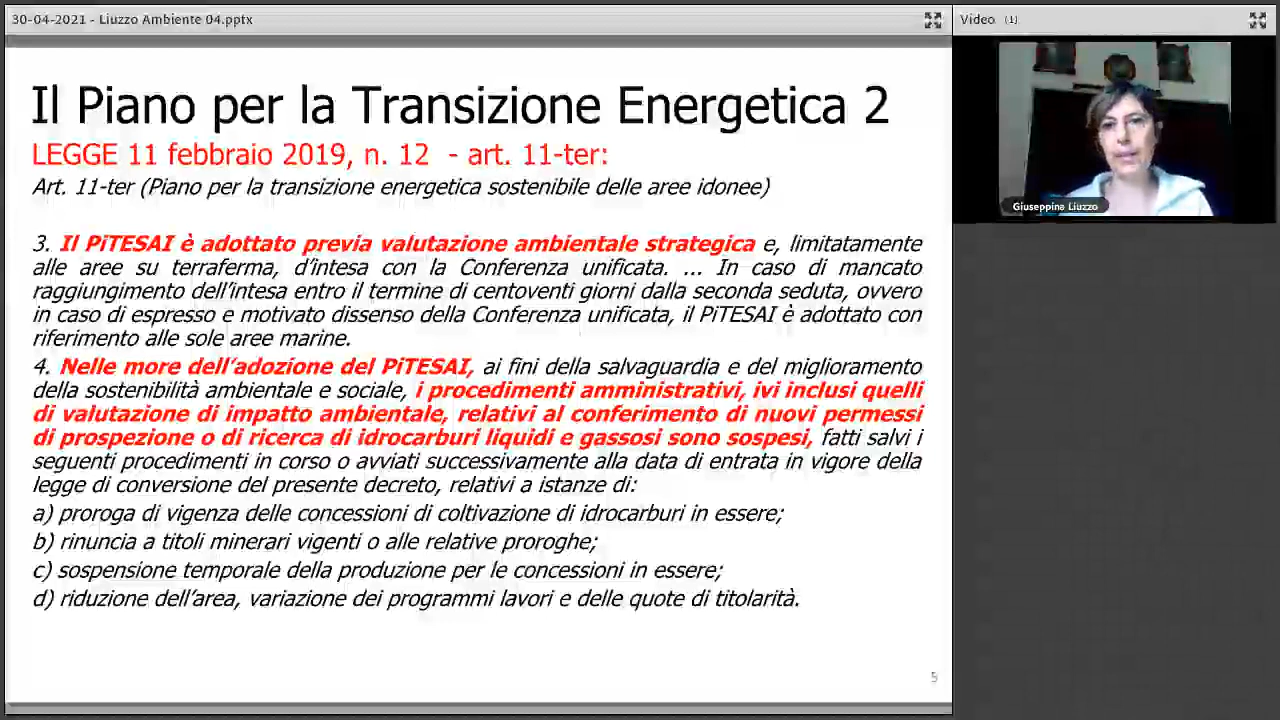 30-04-2021 - Liuzzo Ambiente 04.pptx
Video (1)
Il Piano per la Transizione Energetica 2
LEGGE 11 febbraio 2019, n. 12 - art. 11-ter:
Art. 11-ter (Piano per la transizione energetica sostenibile delle aree idonee)
Giuseppina Liuzzo
3. Il PiTESAI è adottato previa valutazione ambientale strategica e, limitatamente
alle aree su terraferma, d'intesa con la Conferenza unificata. ... In caso di mancato
raggiungimento dell'intesa entro il termine di centoventi giorni dalla seconda seduta, ovvero
in caso di espresso e motivato dissenso della Conferenza unificata, il PiTESAI è adottato con
riferimento alle sole aree marine.
4. Nelle more dell'adozione del PiTESAI, ai fini della salvaguardia e del miglioramento
della sostenibilità ambientale e sociale, i procedimenti amministrativi, ivi inclusi quelli
di valutazione di impatto ambientale, relativi al conferimento di nuovi permessi
di prospezione o di ricerca di idrocarburi liquidi e gassosi sono sospesi, fatti salvi i
seguenti procedimenti in corso o avviati successivamente alla data di entrata in vigore della
legge di conversione del presente decreto, relativi a istanze di:
a) proroga di vigenza delle concessioni di coltivazione di idrocarburi in essere;
b) rinuncia a titoli minerari vigenti o alle relative proroghe;
c) sospensione temporale della produzione per le concessioni in essere;
d) riduzione dell'area, variazione dei programmi lavori e delle quote di titolarità.
5